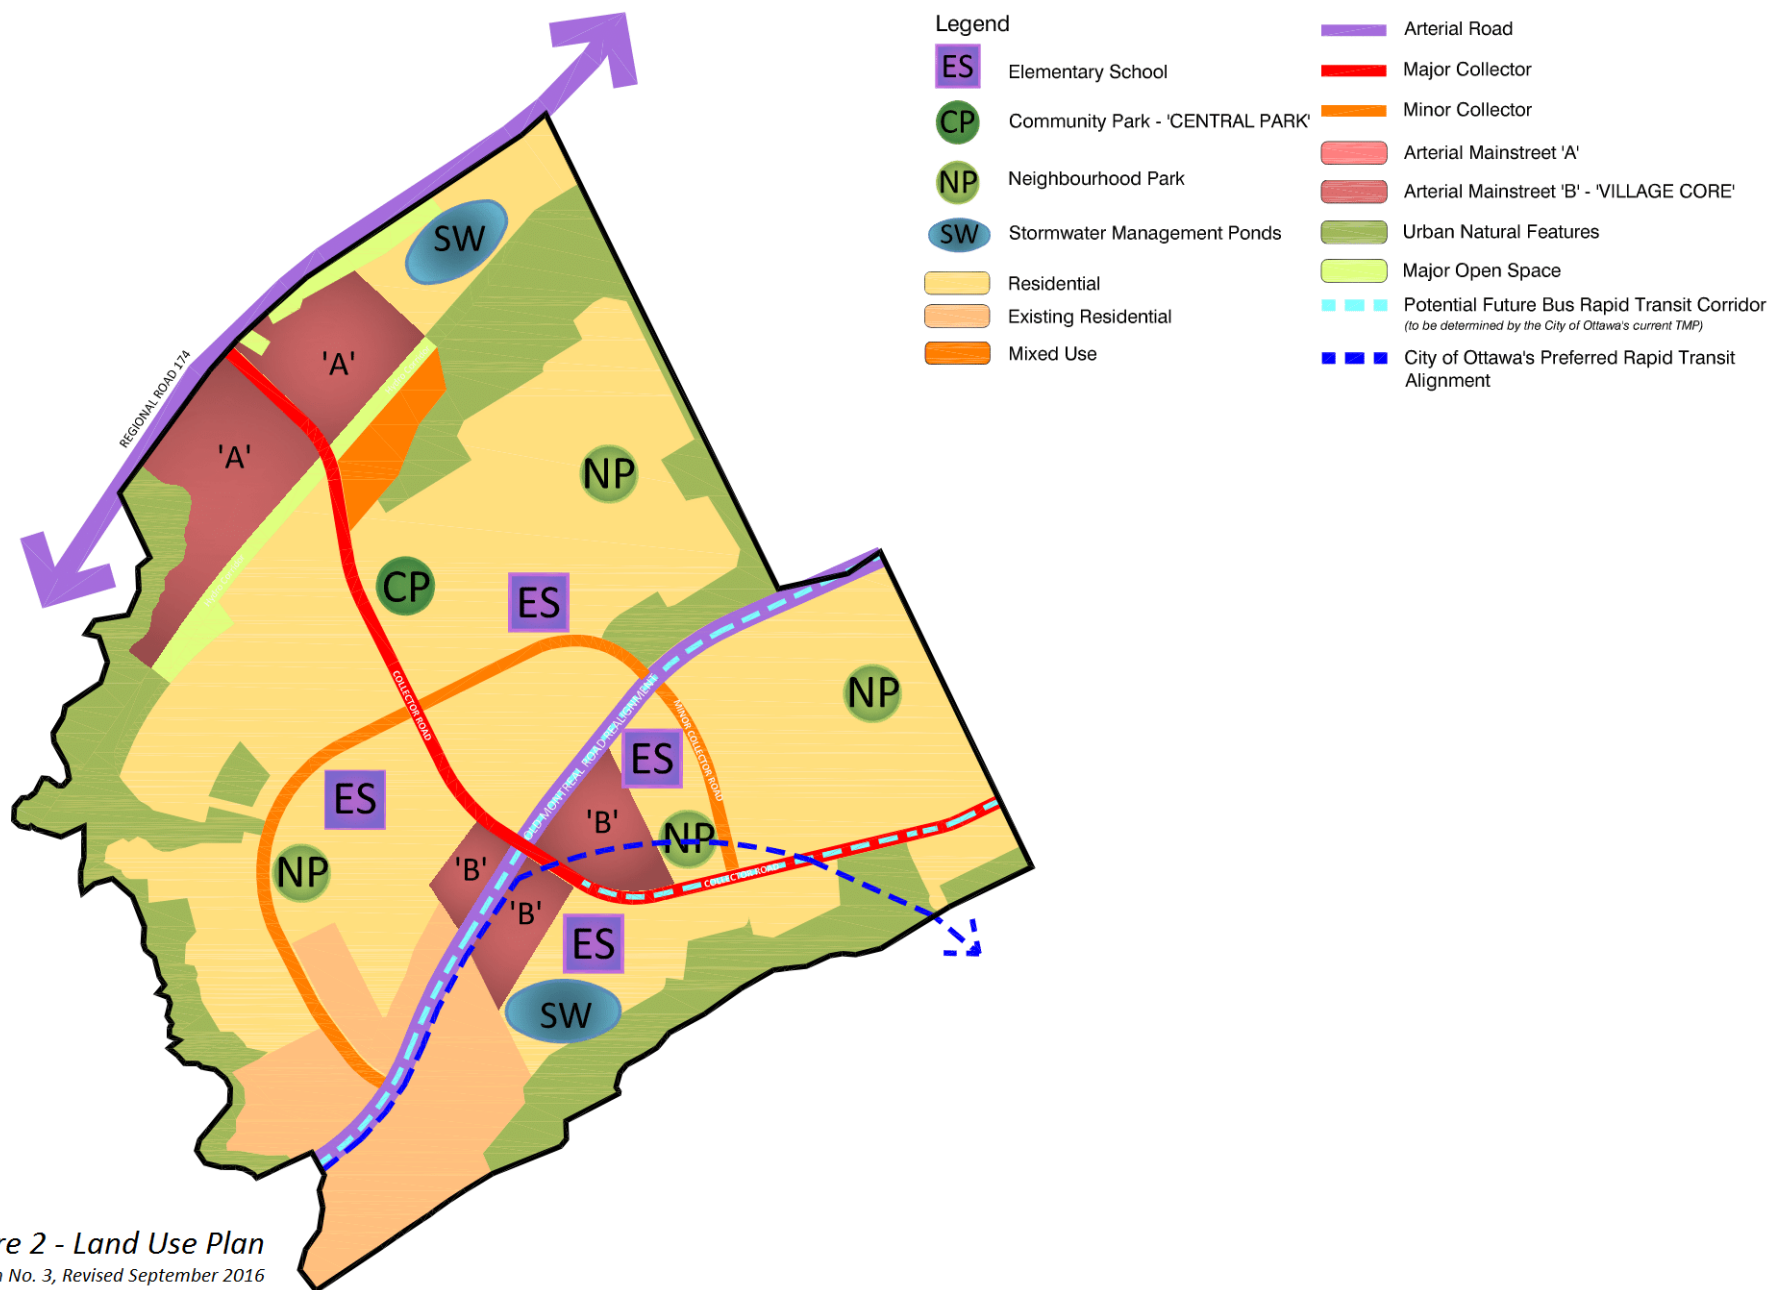 Legend
ES
Elementary School
CP
Community Park - 'CENTRAL PARK'
NP
Neighbourhood Park
SW
Stormwater Management Ponds
Residential
Existing Residential
Mixed Use
Arterial Road
Major Collector
Minor Collector
Arterial Mainstreet 'A'
Arterial Mainstreet 'B' - 'VILLAGE CORE'
Urban Natural Features
Major Open Space
Potential Future Bus Rapid Transit Corridor
(to be determined by the City of Ottawa's current TMP)
City of Ottawa's Preferred Rapid Transit
Alignment
SW
REGIONAL ROAD 174
'A'
'A'
NP
CP
ES
COLLECTOR ROAD
OLD MONTREAL ROAD REALIGNMENT
MINOR COLLECTOR ROAD
NP
ES
ES
'B'
NP
'B'
NP
COLLECTOR ROAD
'B'
ES
SW
re 2 - Land Use Plan
No. 3, Revised September 2016